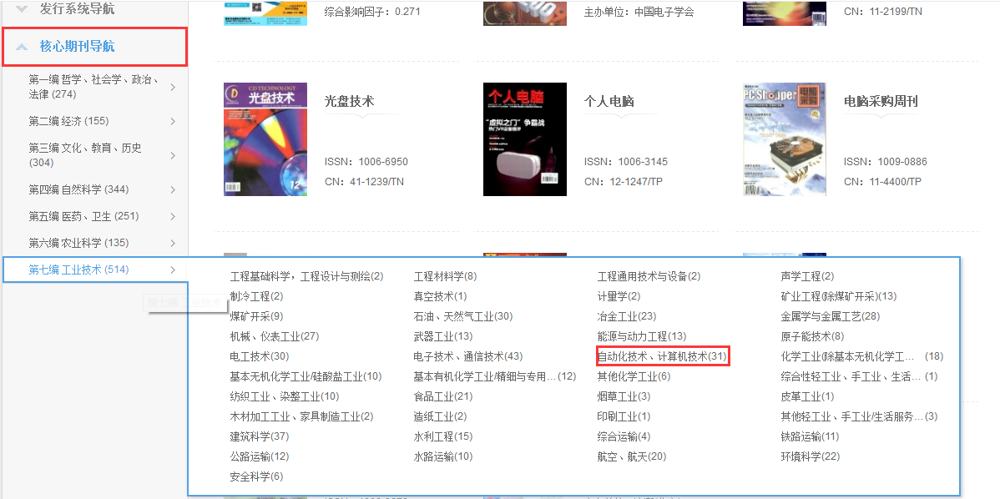 发行系统导航
综合影响因子：0.271
主办单位：中国电子学会
CN：11-2199/TN
核心期刊导航
第一编 哲学、社会学、政治、
法律 (274)
第二编 经济 (155)
第三编 文化、教育、历史
(304)
第四编 自然科学 (344)
第五编 医药、卫生 (251)
第六编 农业科学 (135)
第七编 工业技术 (514)
第七编 工业技术
CD TECHNOLOGY
光盘技术
12
光盘技术
ISSN：1006-6950
CN：41-1239/TN
个人电脑
"虚拟之门"争霸战
热门VR设备横评
个人电脑
ISSN：1006-3145
CN：12-1247/TP
PC Shopper
电脑采购
电脑采购周刊
ISSN：1009-0886
CN：11-4400/TP
工程基础科学，工程设计与测绘(2)
工程材料学(8)
工程通用技术与设备(2)
声学工程(2)
制冷工程(2)
真空技术(1)
计量学(2)
矿业工程(除煤矿开采)(13)
煤矿开采(9)
石油、天然气工业(30)
冶金工业(23)
金属学与金属工艺(28)
机械、仪表工业(27)
武器工业(13)
能源与动力工程(13)
原子能技术(8)
电工技术(30)
电子技术、通信技术(43)
自动化技术、计算机技术(31)
化学工业(除基本无机化学工... (18)
基本无机化学工业/硅酸盐工业(10)
基本有机化学工业/精细与专用...(12)
其他化学工业(6)
综合性轻工业、手工业、生活... (1)
纺织工业、染整工业(10)
食品工业(21)
烟草工业(3)
皮革工业(1)
木材加工工业、家具制造工业(2)
造纸工业(2)
印刷工业(1)
其他轻工业、手工业/生活服务...(3)
建筑科学(37)
水利工程(15)
综合运输(4)
铁路运输(11)
公路运输(12)
水路运输(10)
航空、航天(20)
环境科学(22)
安全科学(6)